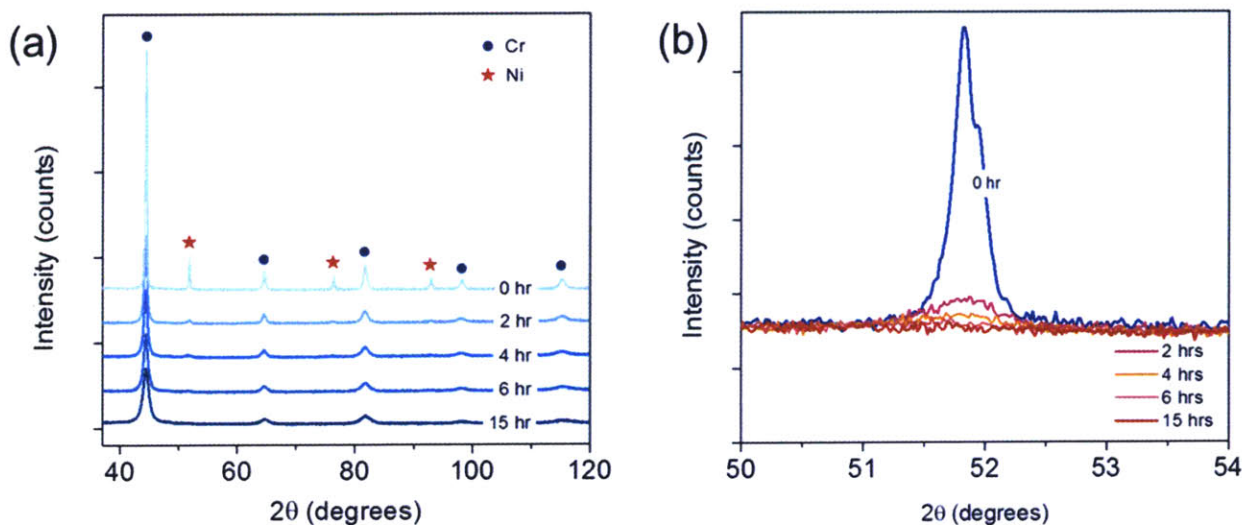 (a)
Cr
Ni
0 hr
2 hr
4 hr
6 hr
15 hr
Intensity (counts)
40 60 80 100 120
2θ (degrees)
(b)
0 hr
2 hrs
4 hrs
6 hrs
15 hrs
Intensity (counts)
50 51 52 53 54
2θ (degrees)